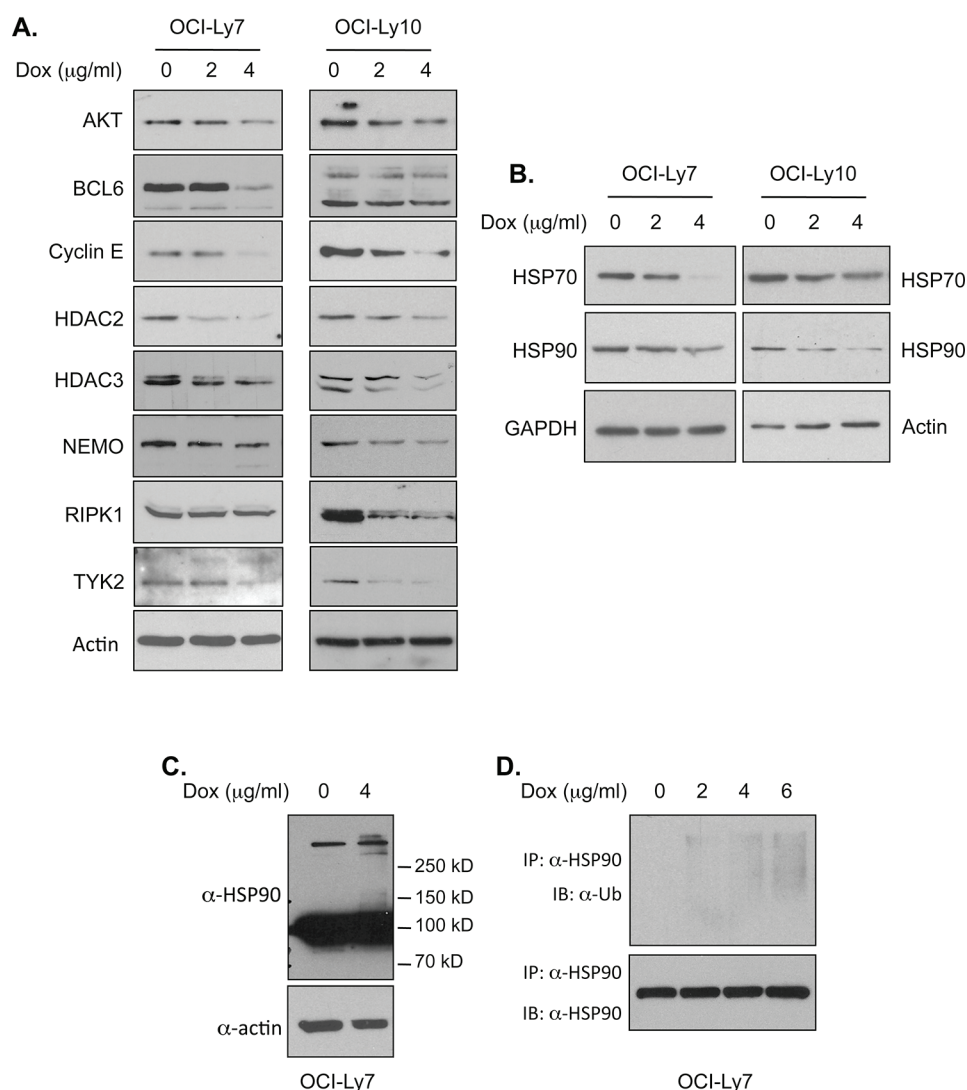 A.
OCI-Ly7 OCI-Ly10
Dox (μg/ml) 0 2 4 0 2 4
AKT
BCL6
Cyclin E
HDAC2
HDAC3
NEMO
RIPK1
TYK2
Actin
B.
OCI-Ly7 OCI-Ly10
Dox (μg/ml) 0 2 4 0 2 4
HSP70 HSP70
HSP90 HSP90
GAPDH Actin
C.
Dox (μg/ml) 0 4
250 kD
α-HSP90 150 kD
100 kD
70 kD
α-actin
OCI-Ly7
D.
Dox (μg/ml) 0 2 4 6
IP: α-HSP90
IB: α-Ub
IP: α-HSP90
IB: α-HSP90
OCI-Ly7